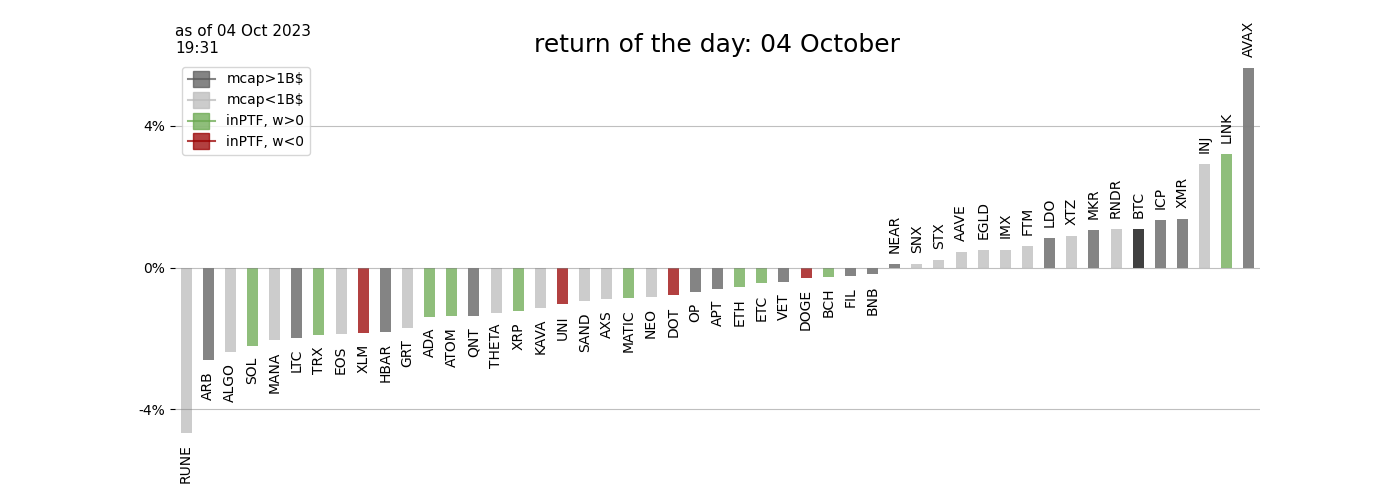 as of 04 Oct 2023
19:31
return of the day: 04 October
mcap>1B$
mcap<1B$
inPTF, w>0
inPTF, w<0
4%
0%
-4%
RUNE
ARB
ALGO
SOL
MANA
LTC
TRX
EOS
XLM
HBAR
GRT
ADA
ATOM
QNT
THETA
XRP
KAVA
UNI
SAND
AXS
MATIC
NEO
DOT
OP
APT
ETH
ETC
VET
DOGE
BCH
FIL
BNB
NEAR
SNX
STX
AAVE
EGLD
IMX
FTM
LDO
XTZ
MKR
RNDR
BTC
ICP
XMR
INJ
LINK
AVAX